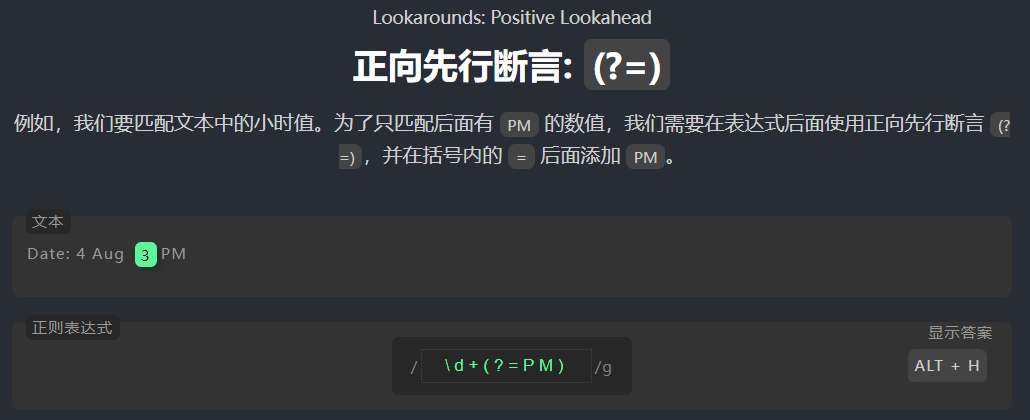 Lookarounds: Positive Lookahead
正向先行断言: (?=)
例如，我们要匹配文本中的小时值。为了只匹配后面有 PM 的数值，我们需要在表达式后面使用正向先行断言 (?
=)，并在括号内的 = 后面添加 PM。
文本
Date: 4 Aug 3PM
正则表达式
显示答案
/\d+(?=PM)/g
ALT + H